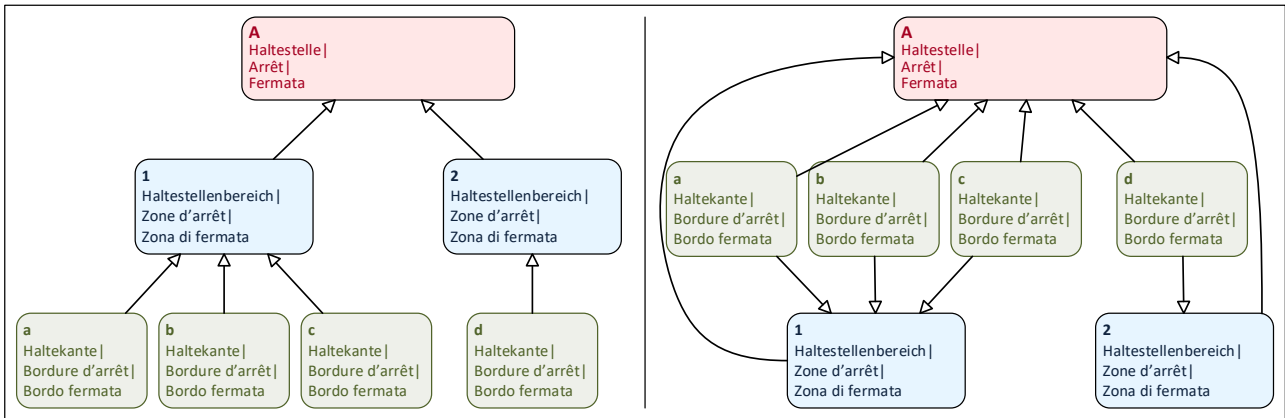 A
Haltestelle|
Arrêt|
Fermata
1
Haltestellenbereich|
Zone d’arrêt|
Zona di fermata
2
Haltestellenbereich|
Zone d’arrêt|
Zona di fermata
a
Haltekante|
Bordure d’arrêt|
Bordo fermata
b
Haltekante|
Bordure d’arrêt|
Bordo fermata
c
Haltekante|
Bordure d’arrêt|
Bordo fermata
d
Haltekante|
Bordure d’arrêt|
Bordo fermata
A
Haltestelle|
Arrêt|
Fermata
a
Haltekante|
Bordure d’arrêt|
Bordo fermata
b
Haltekante|
Bordure d’arrêt|
Bordo fermata
c
Haltekante|
Bordure d’arrêt|
Bordo fermata
d
Haltekante|
Bordure d’arrêt|
Bordo fermata
1
Haltestellenbereich|
Zone d’arrêt|
Zona di fermata
2
Haltestellenbereich|
Zone d’arrêt|
Zona di fermata